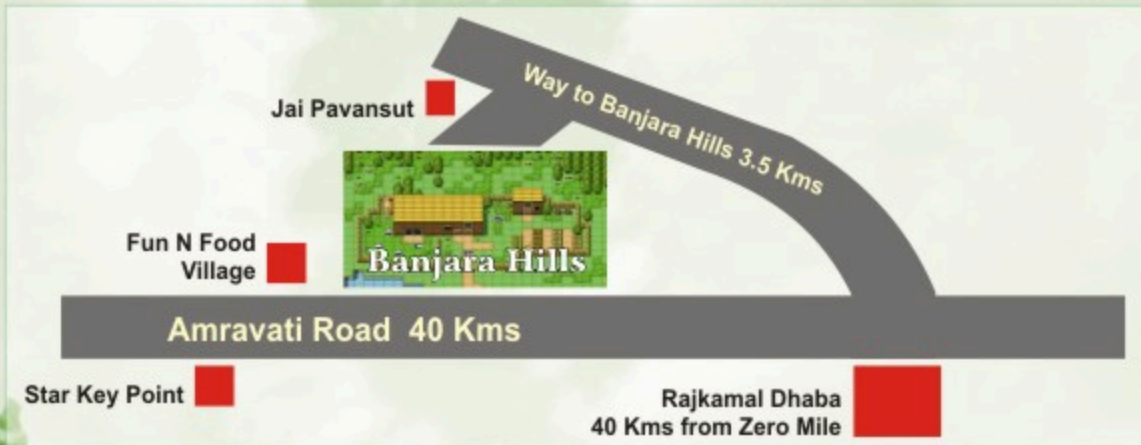 Way to Banjara Hills 3.5 Kms
Jai Pavansut
Banjara Hills
Fun N Food
Village
Amravati Road 40 Kms
Star Key Point
Rajkamal Dhaba
40 Kms from Zero Mile